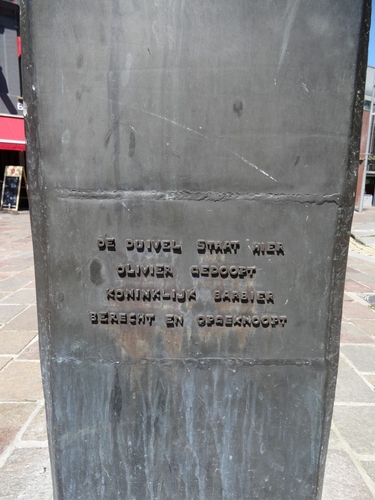 DE DUIVEL STAAT HIER
OLIVIER GEDOOPT
KONINKLIJK BARBIER
BERECHT EN OPGEKNOOPT